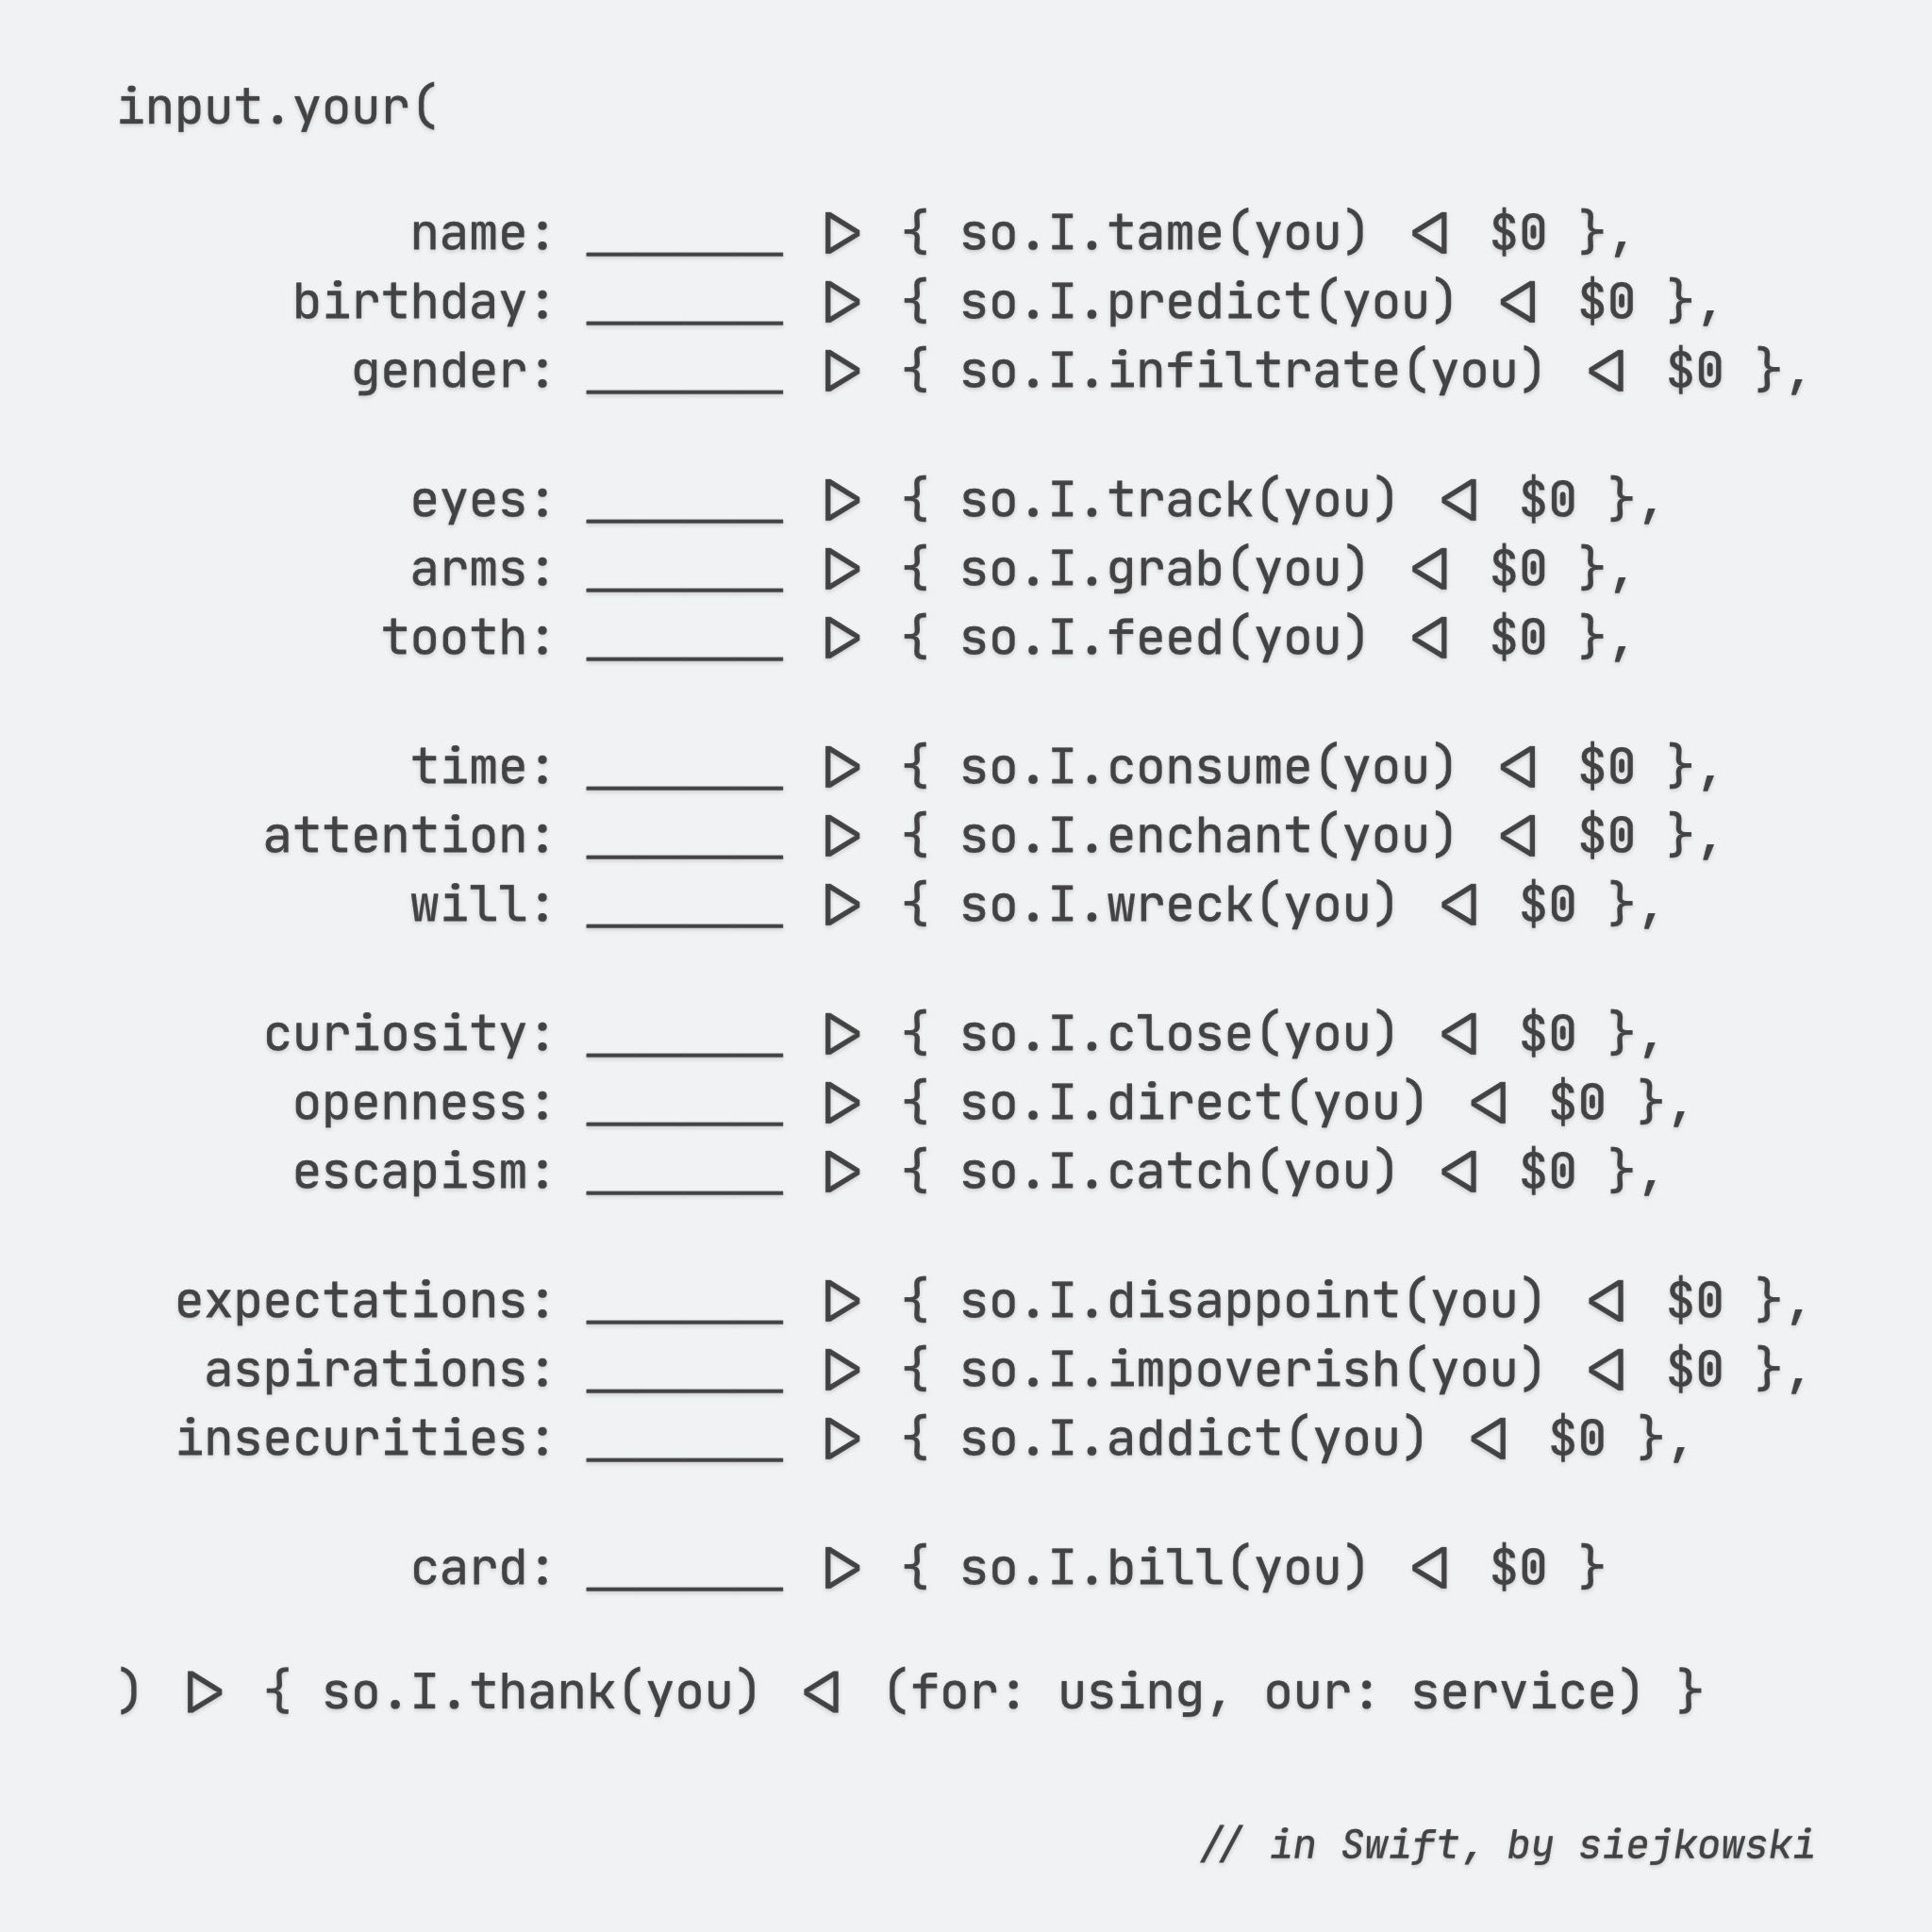 input.your(
name: _______ ▷ { so.I.tame(you) ◁ $0 },
birthday: _______ ▷ { so.I.predict(you) ◁ $0 },
gender: _______ ▷ { so.I.infiltrate(you) ◁ $0 },
eyes: _______ ▷ { so.I.track(you) ◁ $0 },
arms: _______ ▷ { so.I.grab(you) ◁ $0 },
tooth: _______ ▷ { so.I.feed(you) ◁ $0 },
time: _______ ▷ { so.I.consume(you) ◁ $0 },
attention: _______ ▷ { so.I.enchant(you) ◁ $0 },
will: _______ ▷ { so.I.wreck(you) ◁ $0 },
curiosity: _______ ▷ { so.I.close(you) ◁ $0 },
openness: _______ ▷ { so.I.direct(you) ◁ $0 },
escapism: _______ ▷ { so.I.catch(you) ◁ $0 },
expectations: _______ ▷ { so.I.disappoint(you) ◁ $0 },
aspirations: _______ ▷ { so.I.impoverish(you) ◁ $0 },
insecurities: _______ ▷ { so.I.addict(you) ◁ $0 },
card: _______ ▷ { so.I.bill(you) ◁ $0 }
) ▷ { so.I.thank(you) ◁ (for: using, our: service) }
// in Swift, by siejkowski